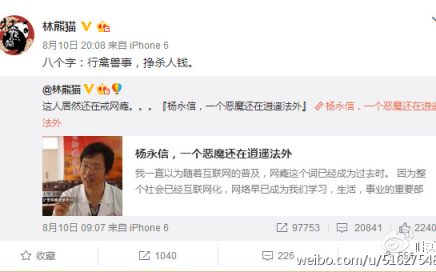 林熊猫
8月10日 20:08 来自 iPhone 6
八个字：行禽兽事，挣杀人钱。
@林熊猫
这人居然还在戒网瘾。。。『杨永信，一个恶魔还在逍遥法外』 杨永信，一个恶魔还在逍遥
法外
杨永信，一个恶魔还在逍遥法外
我一直以为随着互联网的普及，网瘾这个词已经成为过去时。 因为整
个社会已经互联网化，网络早已成为我们学习，生活，事业的重要部
8月10日 09:07 来自 iPhone 6
97753
20841
2240
收藏
1040
226
weibo.com/u/51627548